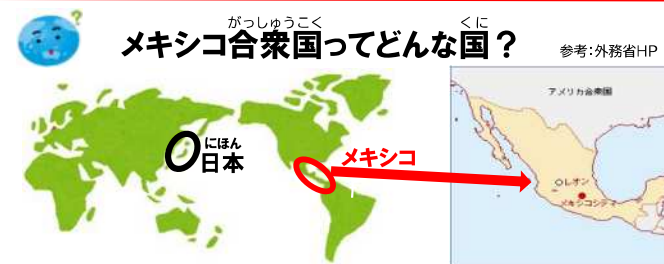 ?
がっしゅうこく くに
メキシコ合衆国ってどんな国？
参考:外務省HP
アメリカ合衆国
にほん
日本
メキシコ
レオン
メキシコシティ